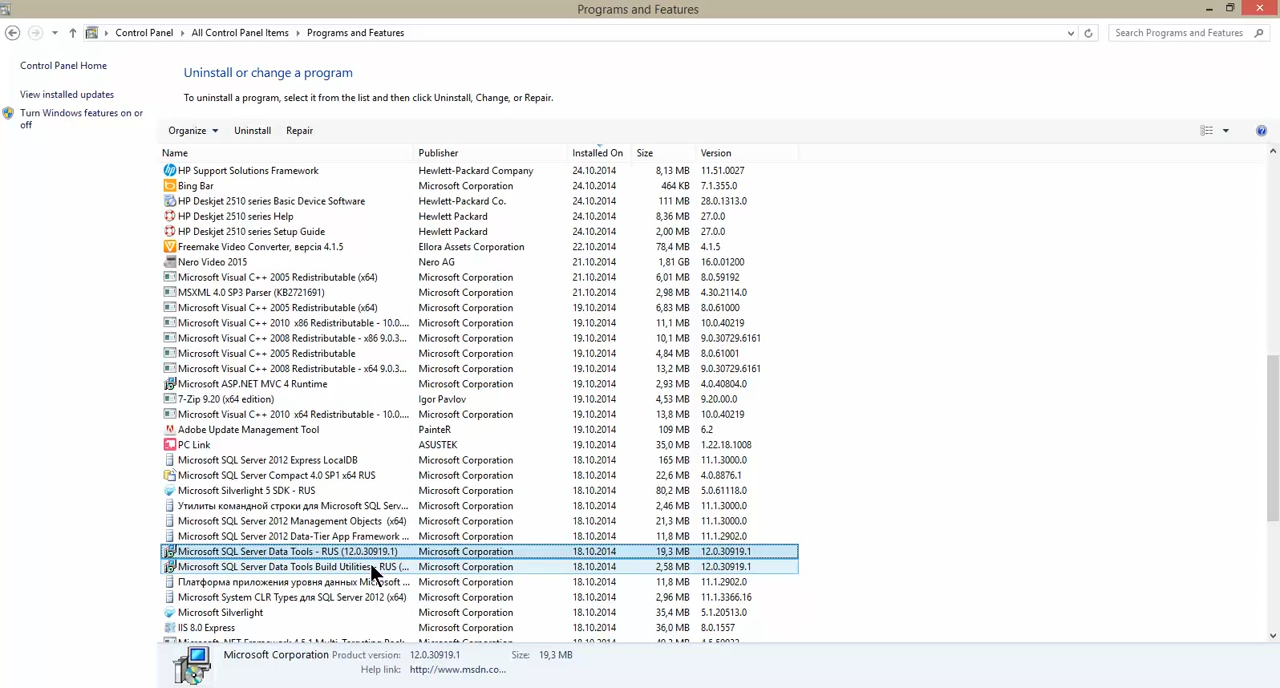 Programs and Features
Control Panel › All Control Panel Items › Programs and Features
Search Programs and Features
Control Panel Home
View installed updates
Turn Windows features on or off
Uninstall or change a program
To uninstall a program, select it from the list and then click Uninstall, Change, or Repair.
Organize Uninstall Repair
Name Publisher Installed On Size Version
HP Support Solutions Framework Hewlett-Packard Company 24.10.2014 8,13 MB 11.51.0027
Bing Bar Microsoft Corporation 24.10.2014 464 KB 7.1.355.0
HP Deskjet 2510 series Basic Device Software Hewlett-Packard Co. 24.10.2014 111 MB 28.0.1313.0
HP Deskjet 2510 series Help Hewlett Packard 24.10.2014 8,36 MB 27.0.0
HP Deskjet 2510 series Setup Guide Hewlett Packard 24.10.2014 2,00 MB 27.0.0
Freemake Video Converter, версія 4.1.5 Ellora Assets Corporation 22.10.2014 78,4 MB 4.1.5
Nero Video 2015 Nero AG 21.10.2014 1,81 GB 16.0.01200
Microsoft Visual C++ 2005 Redistributable (x64) Microsoft Corporation 21.10.2014 6,01 MB 8.0.59192
MSXML 4.0 SP3 Parser (KB2721691) Microsoft Corporation 21.10.2014 2,98 MB 4.30.2114.0
Microsoft Visual C++ 2005 Redistributable (x64) Microsoft Corporation 19.10.2014 6,83 MB 8.0.61000
Microsoft Visual C++ 2010 x86 Redistributable - 10.0.... Microsoft Corporation 19.10.2014 11,1 MB 10.0.40219
Microsoft Visual C++ 2008 Redistributable - x86 9.0.3... Microsoft Corporation 19.10.2014 10,1 MB 9.0.30729.6161
Microsoft Visual C++ 2005 Redistributable Microsoft Corporation 19.10.2014 4,84 MB 8.0.61001
Microsoft Visual C++ 2008 Redistributable - x64 9.0.3... Microsoft Corporation 19.10.2014 13,2 MB 9.0.30729.6161
Microsoft ASP.NET MVC 4 Runtime Microsoft Corporation 19.10.2014 2,93 MB 4.0.40804.0
7-Zip 9.20 (x64 edition) Igor Pavlov 19.10.2014 4,53 MB 9.20.00.0
Microsoft Visual C++ 2010 x64 Redistributable - 10.0.... Microsoft Corporation 19.10.2014 13,8 MB 10.0.40219
Adobe Update Management Tool PainteR 19.10.2014 109 MB 6.2
PC Link ASUSTEK 19.10.2014 35,0 MB 1.22.18.1008
Microsoft SQL Server 2012 Express LocalDB Microsoft Corporation 18.10.2014 165 MB 11.1.3000.0
Microsoft SQL Server Compact 4.0 SP1 x64 RUS Microsoft Corporation 18.10.2014 22,6 MB 4.0.8876.1
Microsoft Silverlight 5 SDK - RUS Microsoft Corporation 18.10.2014 80,2 MB 5.0.61118.0
Утилиты командной строки для Microsoft SQL Serv... Microsoft Corporation 18.10.2014 2,46 MB 11.1.3000.0
Microsoft SQL Server 2012 Management Objects (x64) Microsoft Corporation 18.10.2014 21,3 MB 11.1.3000.0
Microsoft SQL Server 2012 Data-Tier App Framework ... Microsoft Corporation 18.10.2014 11,8 MB 11.1.2902.0
Microsoft SQL Server Data Tools - RUS (12.0.30919.1) Microsoft Corporation 18.10.2014 19,3 MB 12.0.30919.1
Microsoft SQL Server Data Tools Build Utilities - RUS (... Microsoft Corporation 18.10.2014 2,58 MB 12.0.30919.1
Платформа приложения уровня данных Microsoft ... Microsoft Corporation 18.10.2014 11,8 MB 11.1.2902.0
Microsoft System CLR Types для SQL Server 2012 (x64) Microsoft Corporation 18.10.2014 2,96 MB 11.1.3366.16
Microsoft Silverlight Microsoft Corporation 18.10.2014 35,4 MB 5.1.20513.0
IIS 8.0 Express Microsoft Corporation 18.10.2014 36,0 MB 8.0.1557
Microsoft Corporation Product version: 12.0.30919.1 Size: 19,3 MB
Help link: http://www.msdn.co...